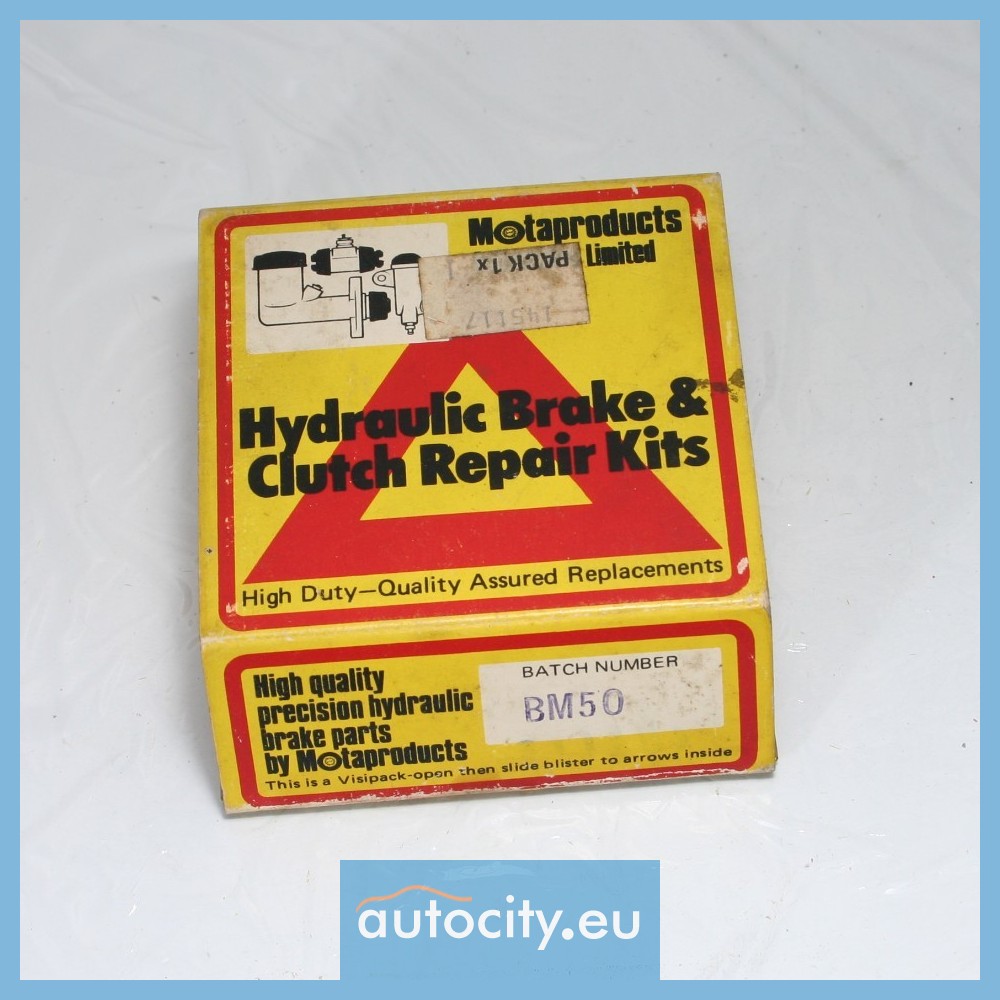 Motaproducts
Limited
PACK 1x
145117
Hydraulic Brake &
Clutch Repair Kits
High Duty—Quality Assured Replacements
High quality
precision hydraulic
brake parts
by Motaproducts
BATCH NUMBER
BM50
This is a Visipack-open then slide blister to arrows inside
autocity.eu